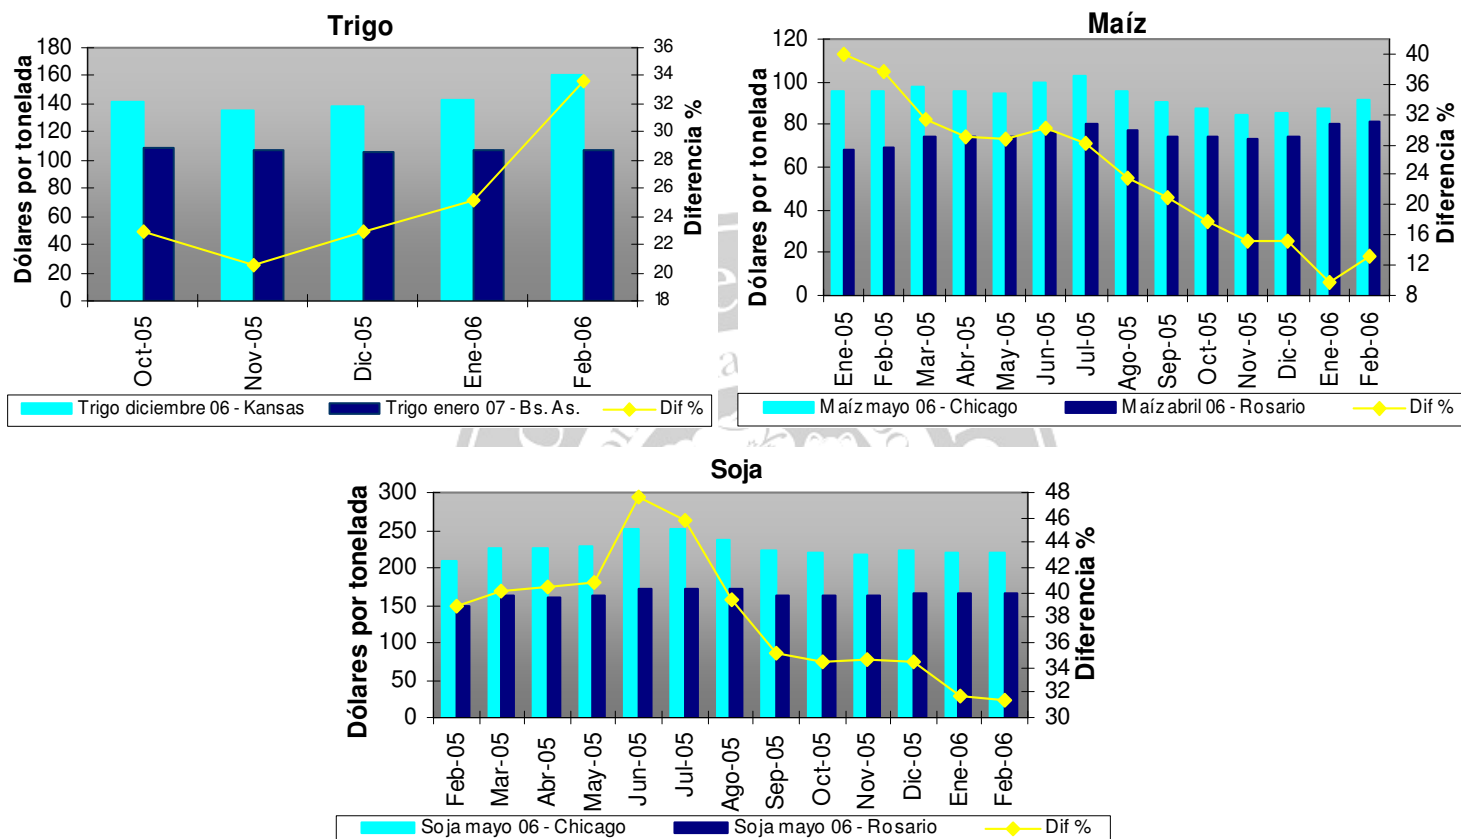 Trigo
Dólares por tonelada
180
160
140
120
100
80
60
40
20
0
36
34
32
30
28
26
24
22
20
18
Diferencia %
Oct-05
Nov-05
Dic-05
Ene-06
Feb-06
Trigo diciembre 06 - Kansas
Trigo enero 07 - Bs. As.
Dif %
Maíz
Dólares por tonelada
120
100
80
60
40
20
0
40
36
32
28
24
20
16
12
8
Diferencia %
Ene-05
Feb-05
Mar-05
Abr-05
May-05
Jun-05
Jul-05
Ago-05
Sep-05
Oct-05
Nov-05
Dic-05
Ene-06
Feb-06
Maíz mayo 06 - Chicago
Maíz abril 06 - Rosario
Dif %
Soja
Dólares por tonelada
300
250
200
150
100
50
0
48
46
44
42
40
38
36
34
32
30
Diferencia %
Feb-05
Mar-05
Abr-05
May-05
Jun-05
Jul-05
Ago-05
Sep-05
Oct-05
Nov-05
Dic-05
Ene-06
Feb-06
Soja mayo 06 - Chicago
Soja mayo 06 - Rosario
Dif %